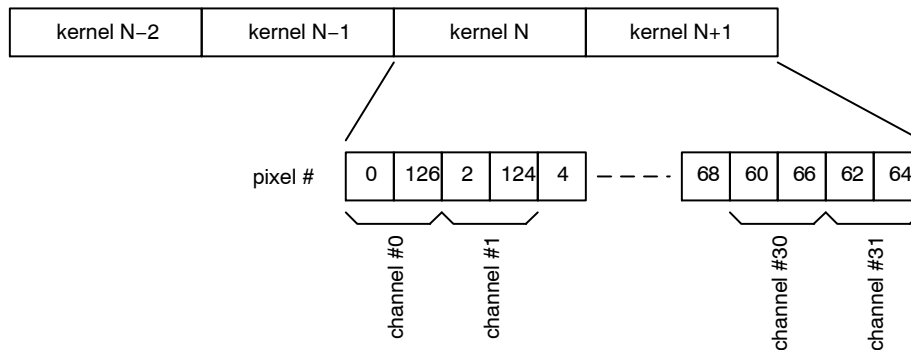 kernel N−2 kernel N−1 kernel N kernel N+1
pixel # 0 126 2 124 4 68 60 66 62 64
channel #0 channel #1 channel #30 channel #31